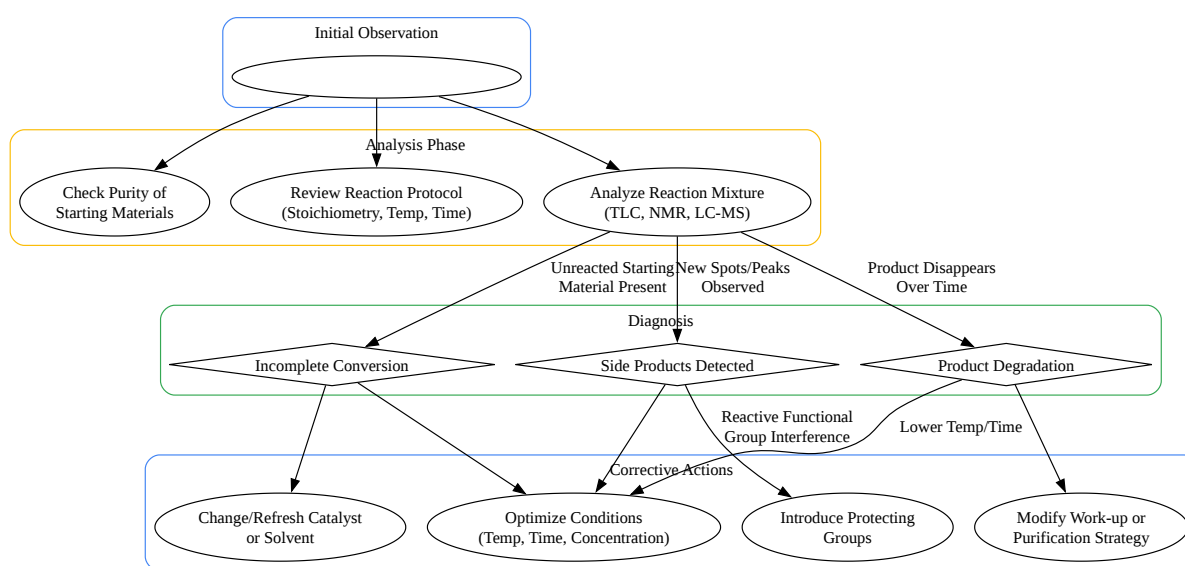 Initial Observation
Analysis Phase
Check Purity of
Starting Materials
Review Reaction Protocol
(Stoichiometry, Temp, Time)
Analyze Reaction Mixture
(TLC, NMR, LC-MS)
Unreacted Starting
Material Present
New Spots/Peaks
Observed
Product Disappears
Over Time
Diagnosis
Incomplete Conversion
Side Products Detected
Product Degradation
Reactive Functional
Group Interference
Lower Temp/Time
Corrective Actions
Change/Refresh Catalyst
or Solvent
Optimize Conditions
(Temp, Time, Concentration)
Introduce Protecting
Groups
Modify Work-up or
Purification Strategy